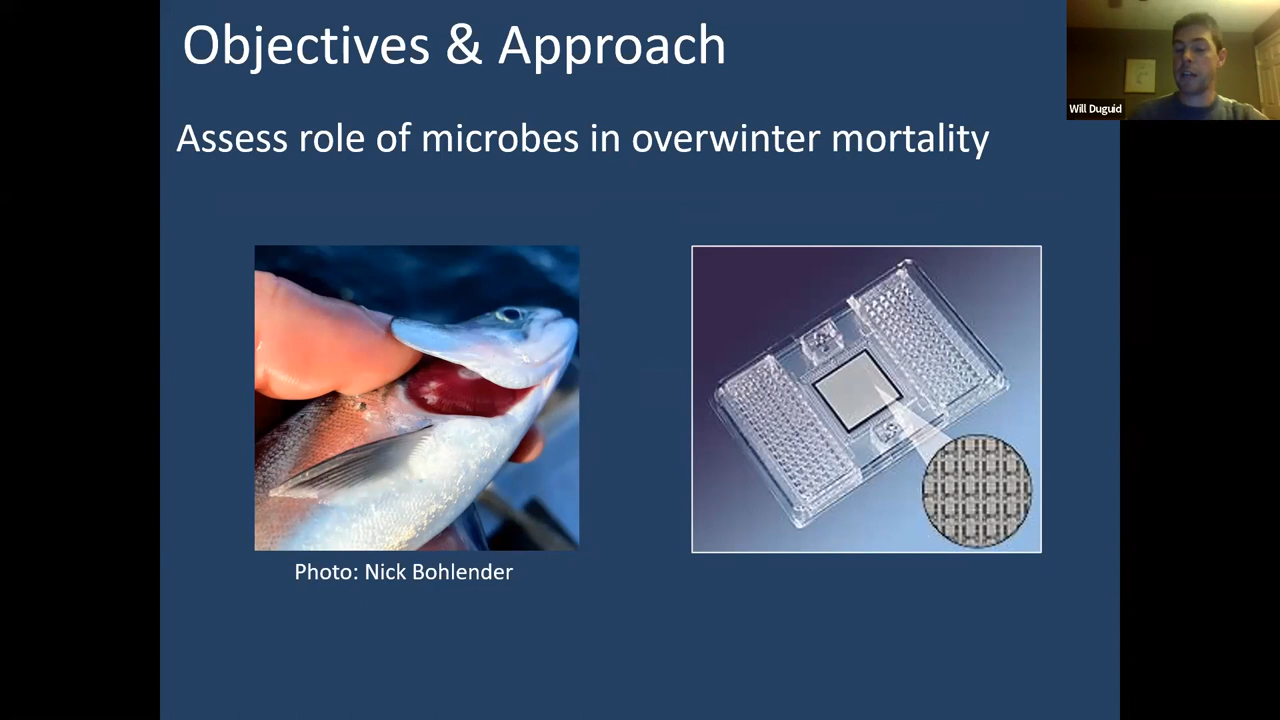 Objectives & Approach
Will Duguid
Assess role of microbes in overwinter mortality
Photo: Nick Bohlender